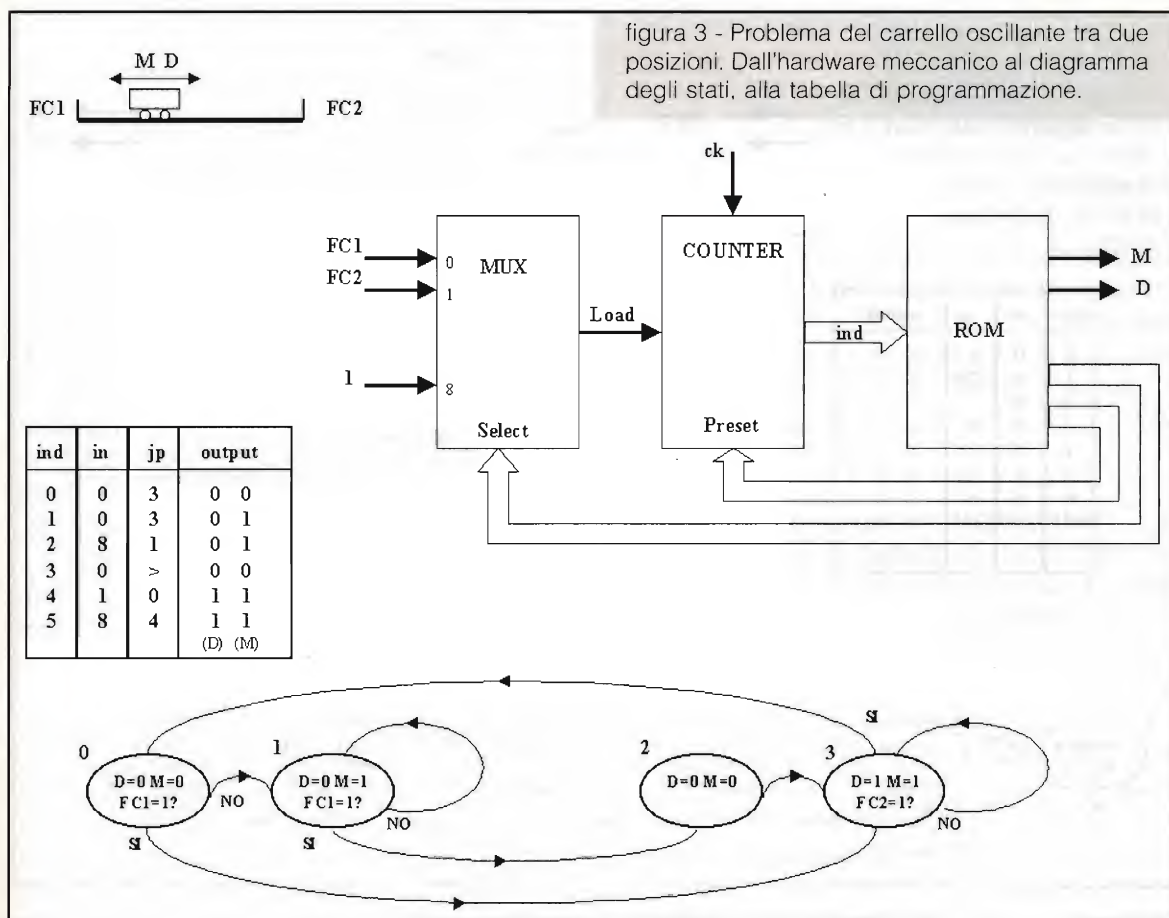 figura 3 - Problema del carrello oscillante tra due
posizioni. Dall'hardware meccanico al diagramma
degli stati, alla tabella di programmazione.
M D
FC1 FC2
ck
FC1 0 MUX COUNTER M
FC2 1 D
Load ind ROM
1 8
Select Preset
ind in jp output
0 0 3 0 0
1 0 3 0 1
2 8 1 0 1
3 0 > 0 0
4 1 0 1 1
5 8 4 1 1
(D) (M)
SI
0 1 2 3
D=0 M=0 D=0 M=1 D=0 M=0 D=1 M=1
FC1=1? NO FC1=1? FC2=1?
NO NO
SI SI